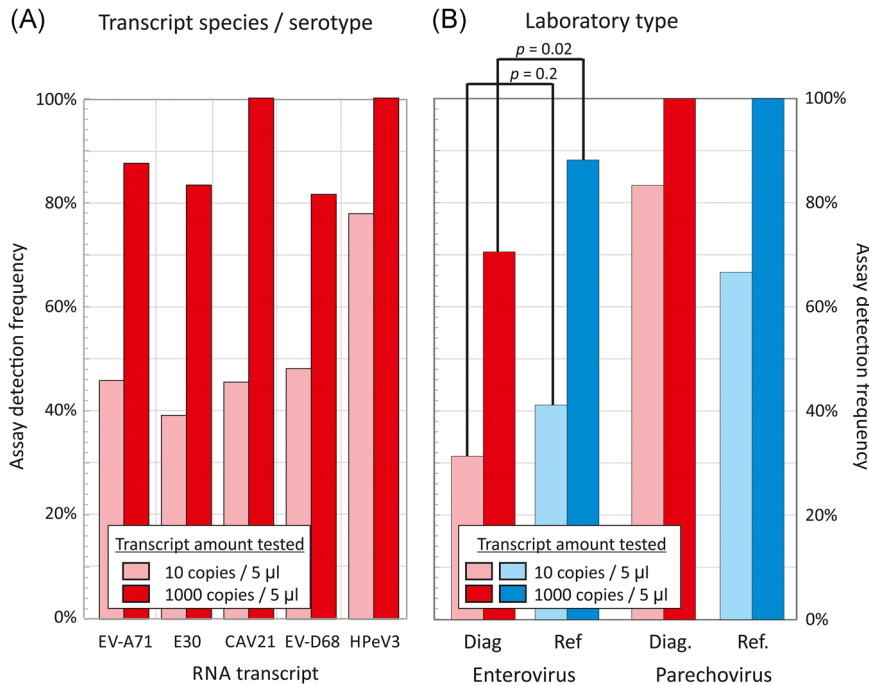 (A) Transcript species / serotype
Assay detection frequency
100%
80%
60%
40%
20%
0%
Transcript amount tested
10 copies / 5 µl
1000 copies / 5 µl
EV-A71 E30 CAV21 EV-D68 HPeV3
RNA transcript
(B) Laboratory type
p = 0.02
p = 0.2
100%
80%
60%
40%
20%
0%
Assay detection frequency
Transcript amount tested
10 copies / 5 µl
1000 copies / 5 µl
Diag Ref Diag. Ref.
Enterovirus Parechovirus